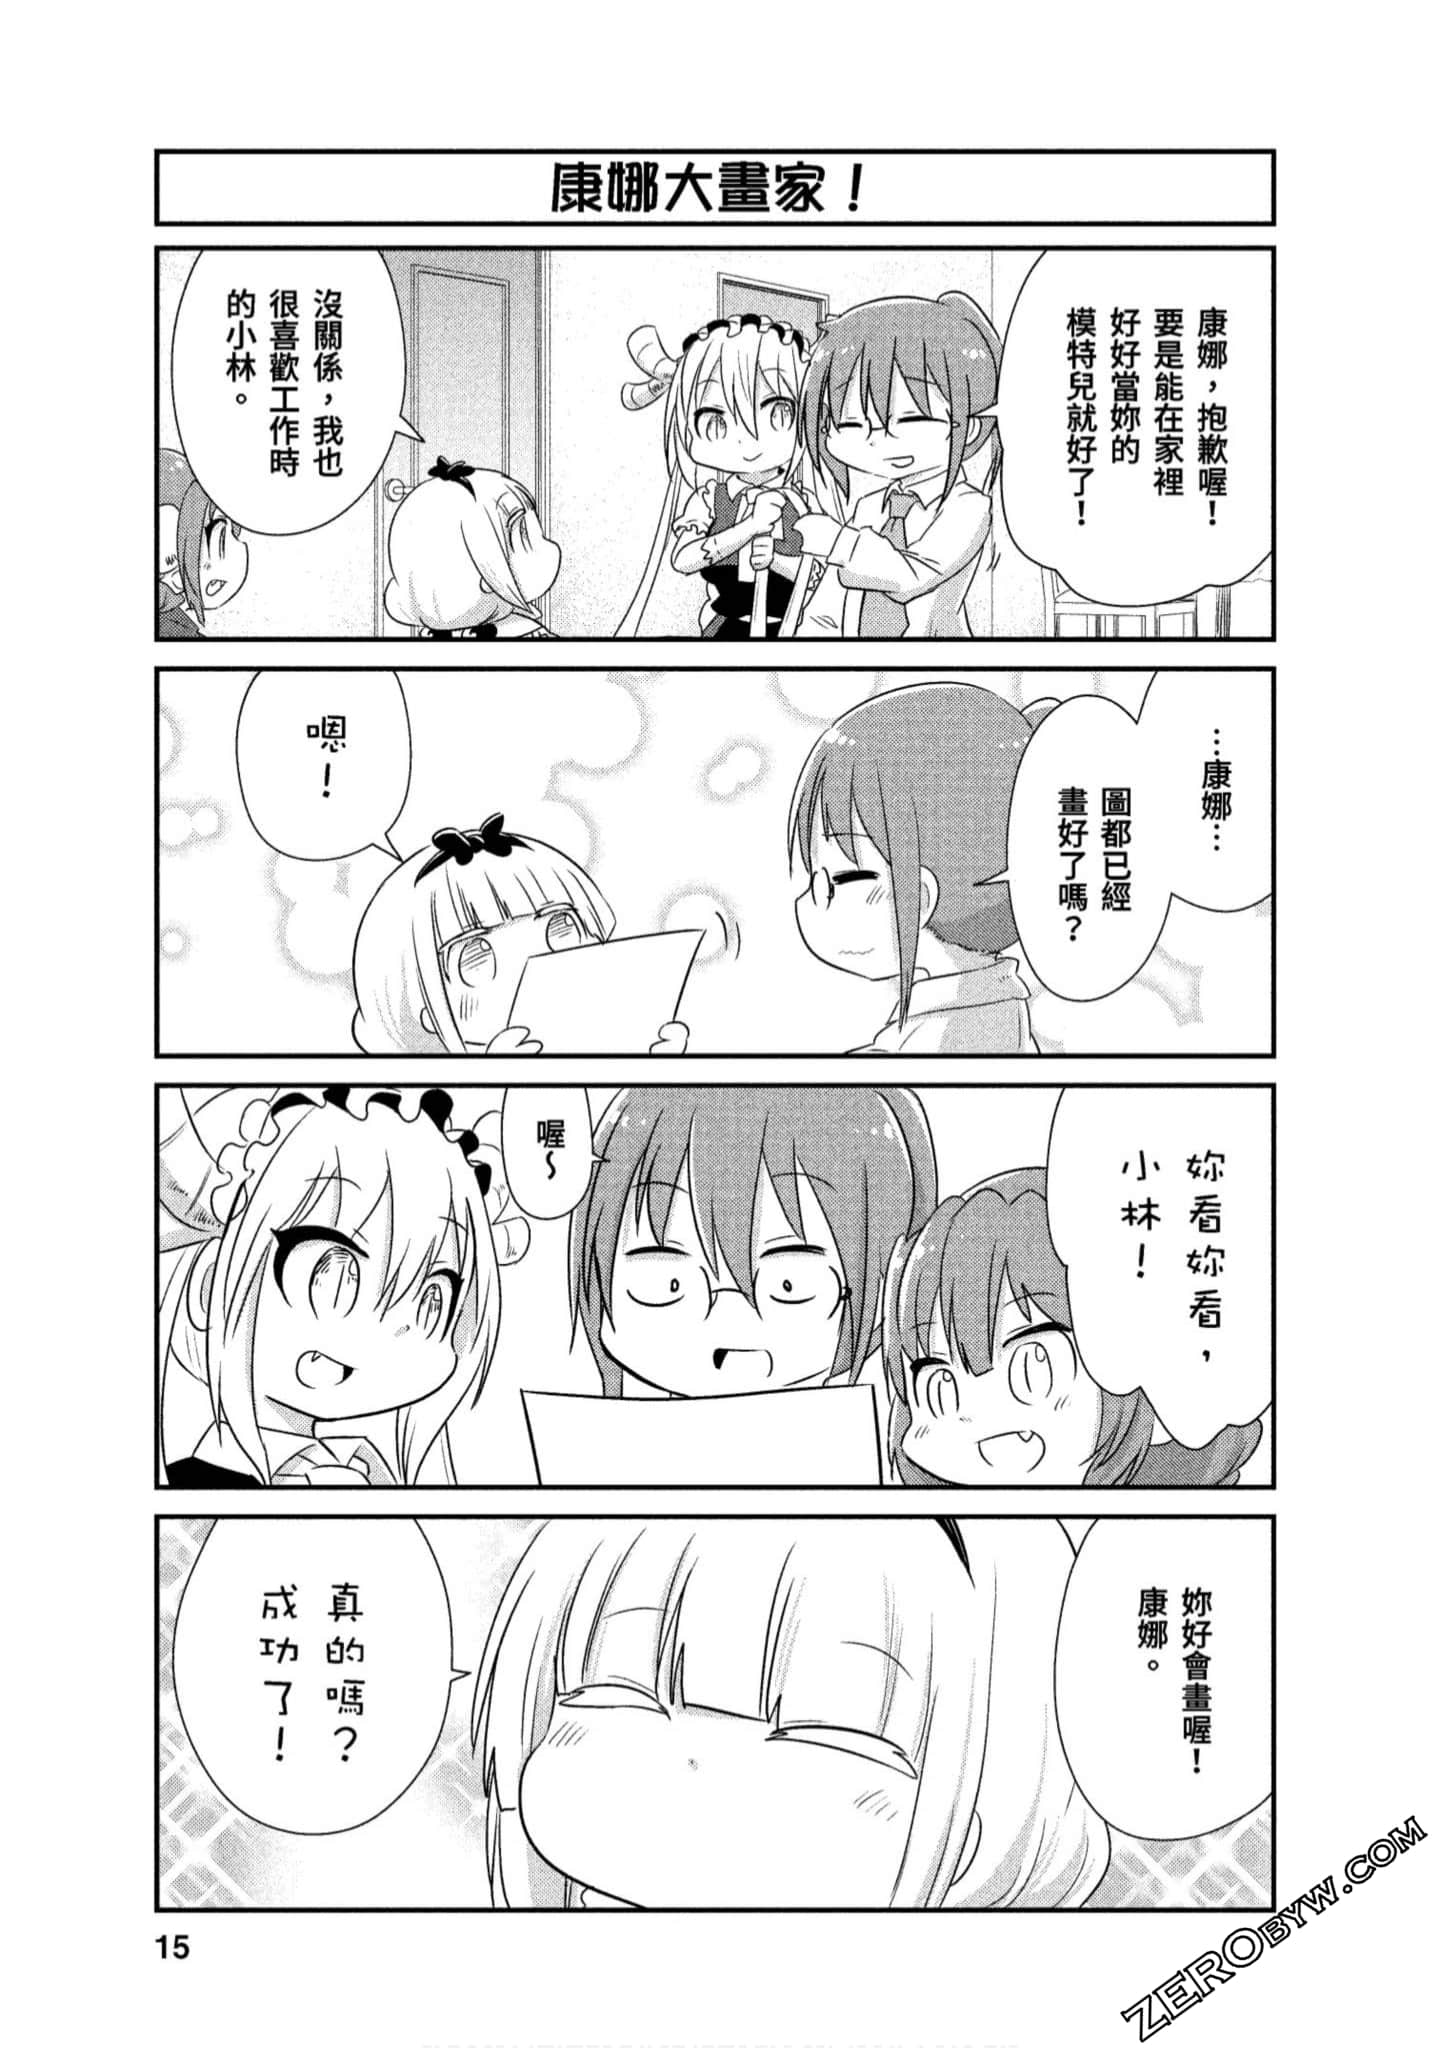 康娜大畫家！
康娜，抱歉喔！
要是能在家裡
好好當妳的
模特兒就好了！
沒關係，我也
很喜歡工作時
的小林。
…康娜…
圖都已經
畫好了嗎？
嗯！
妳看妳看，
小林！
喔～
妳好會畫喔！
康娜。
真的嗎？
成功了！
15
ZEROBYW.COM